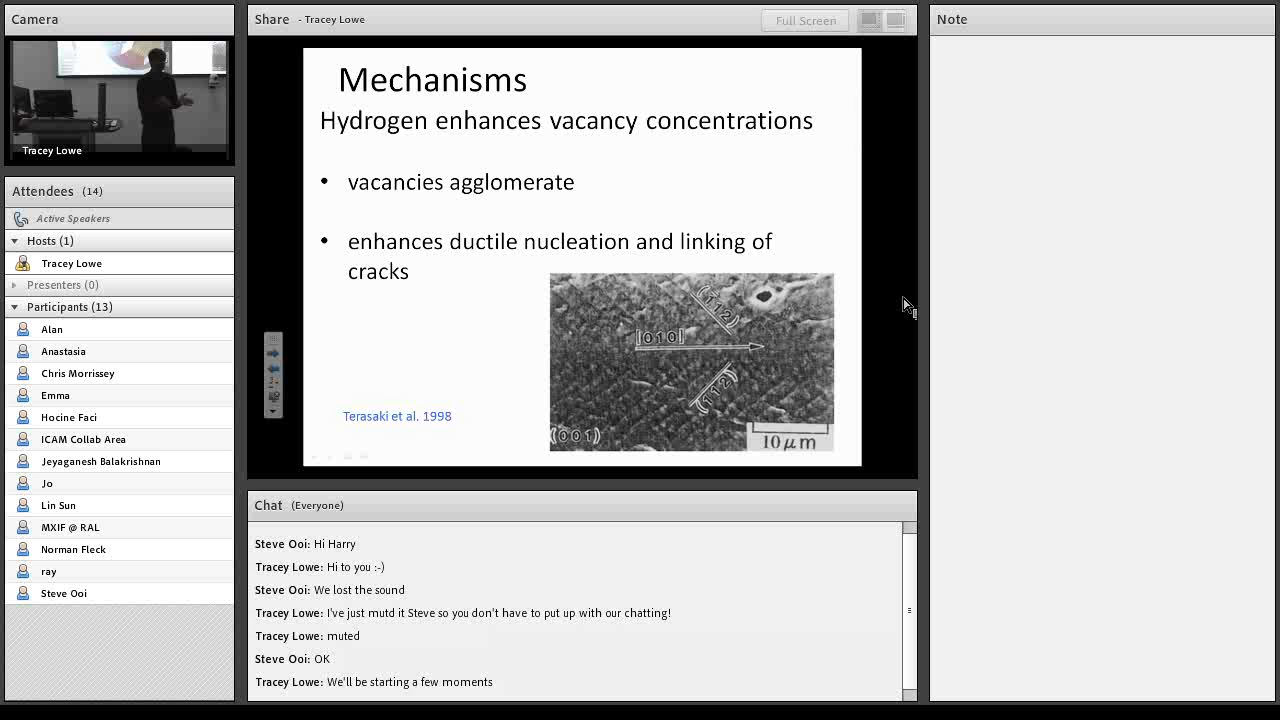 Camera
Tracey Lowe
Attendees (14)
Active Speakers
Hosts (1)
Tracey Lowe
Presenters (0)
Participants (13)
Alan
Anastasia
Chris Morrissey
Emma
Hocine Faci
ICAM Collab Area
Jeyaganesh Balakrishnan
Jo
Lin Sun
MXIF @ RAL
Norman Fleck
ray
Steve Ooi
Share - Tracey Lowe
Full Screen
Mechanisms
Hydrogen enhances vacancy concentrations
• vacancies agglomerate
• enhances ductile nucleation and linking of
cracks
(112)
[010]
(112)
(001)
10μm
Terasaki et al. 1998
Chat (Everyone)
Steve Ooi: Hi Harry
Tracey Lowe: Hi to you :-)
Steve Ooi: We lost the sound
Tracey Lowe: I've just mutd it Steve so you don't have to put up with our chatting!
Tracey Lowe: muted
Steve Ooi: OK
Tracey Lowe: We'll be starting a few moments
Note